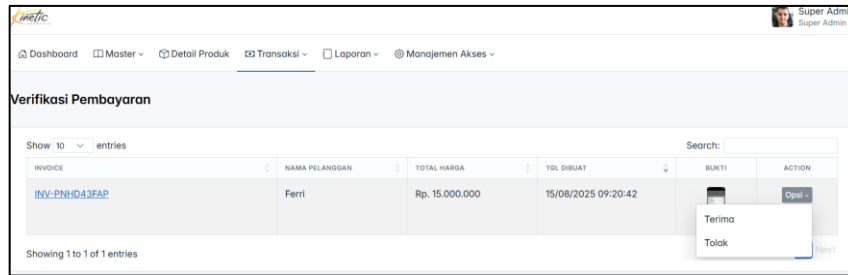 Kinetic
Super Admi
Super Admin
Dashboard Master Detail Produk Transaksi Laporan Manajemen Akses
Verifikasi Pembayaran
Show 10 entries Search:
INVOICE NAMA PELANGGAN TOTAL HARGA TGL DIBUAT BUKTI ACTION
INV-PNHD43FAP Ferri Rp. 15.000.000 15/08/2025 09:20:42 Opsi
Terima
Tolak
Showing 1 to 1 of 1 entries Next